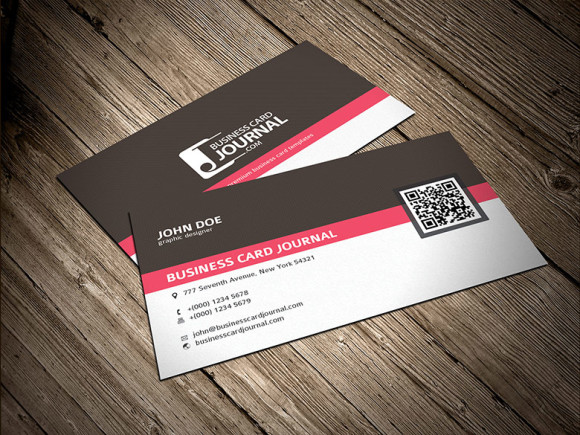 BUSINESS CARD
JOURNAL
.COM
premium business card templates
JOHN DOE
graphic designer
BUSINESS CARD JOURNAL
777 Seventh Avenue, New York 54321
+(000) 1234 5678
+(000) 1234 5679
john@businesscardjournal.com
businesscardjournal.com